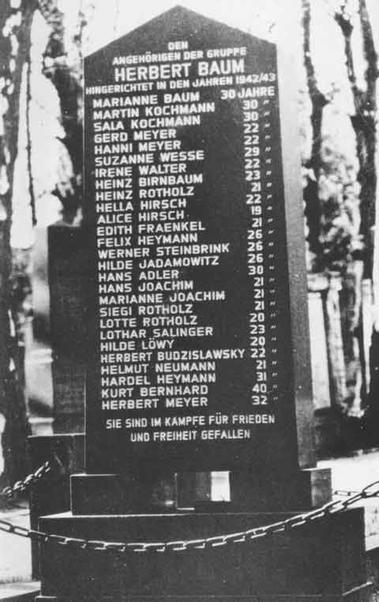 DEN
ANGEHÖRIGEN DER GRUPPE
HERBERT BAUM
HINGERICHTET IN DEN JAHREN 1942/43
MARIANNE BAUM 30 JAHRE
MARTIN KOCHMANN 30 "
SALA KOCHMANN 30 "
GERD MEYER 22 "
HANNI MEYER 22 "
SUZANNE WESSE 29 "
IRENE WALTER 22 "
HEINZ BIRNBAUM 23 "
HEINZ ROTHOLZ 21 "
HELLA HIRSCH 22 "
ALICE HIRSCH 19 "
EDITH FRAENKEL 21 "
FELIX HEYMANN 26 "
WERNER STEINBRINK 26 "
HILDE JADAMOWITZ 26 "
HANS ADLER 30 "
HANS JOACHIM 21 "
MARIANNE JOACHIM 21 "
SIEGI ROTHOLZ 21 "
LOTTE ROTHOLZ 20 "
LOTHAR SALINGER 23 "
HILDE LÖWY 20 "
HERBERT BUDZISLAWSKY 22 "
HELMUT NEUMANN 21 "
HARDEL HEYMANN 31 "
KURT BERNHARD 40 "
HERBERT MEYER 32 "
SIE SIND IM KAMPFE FÜR FRIEDEN
UND FREIHEIT GEFALLEN